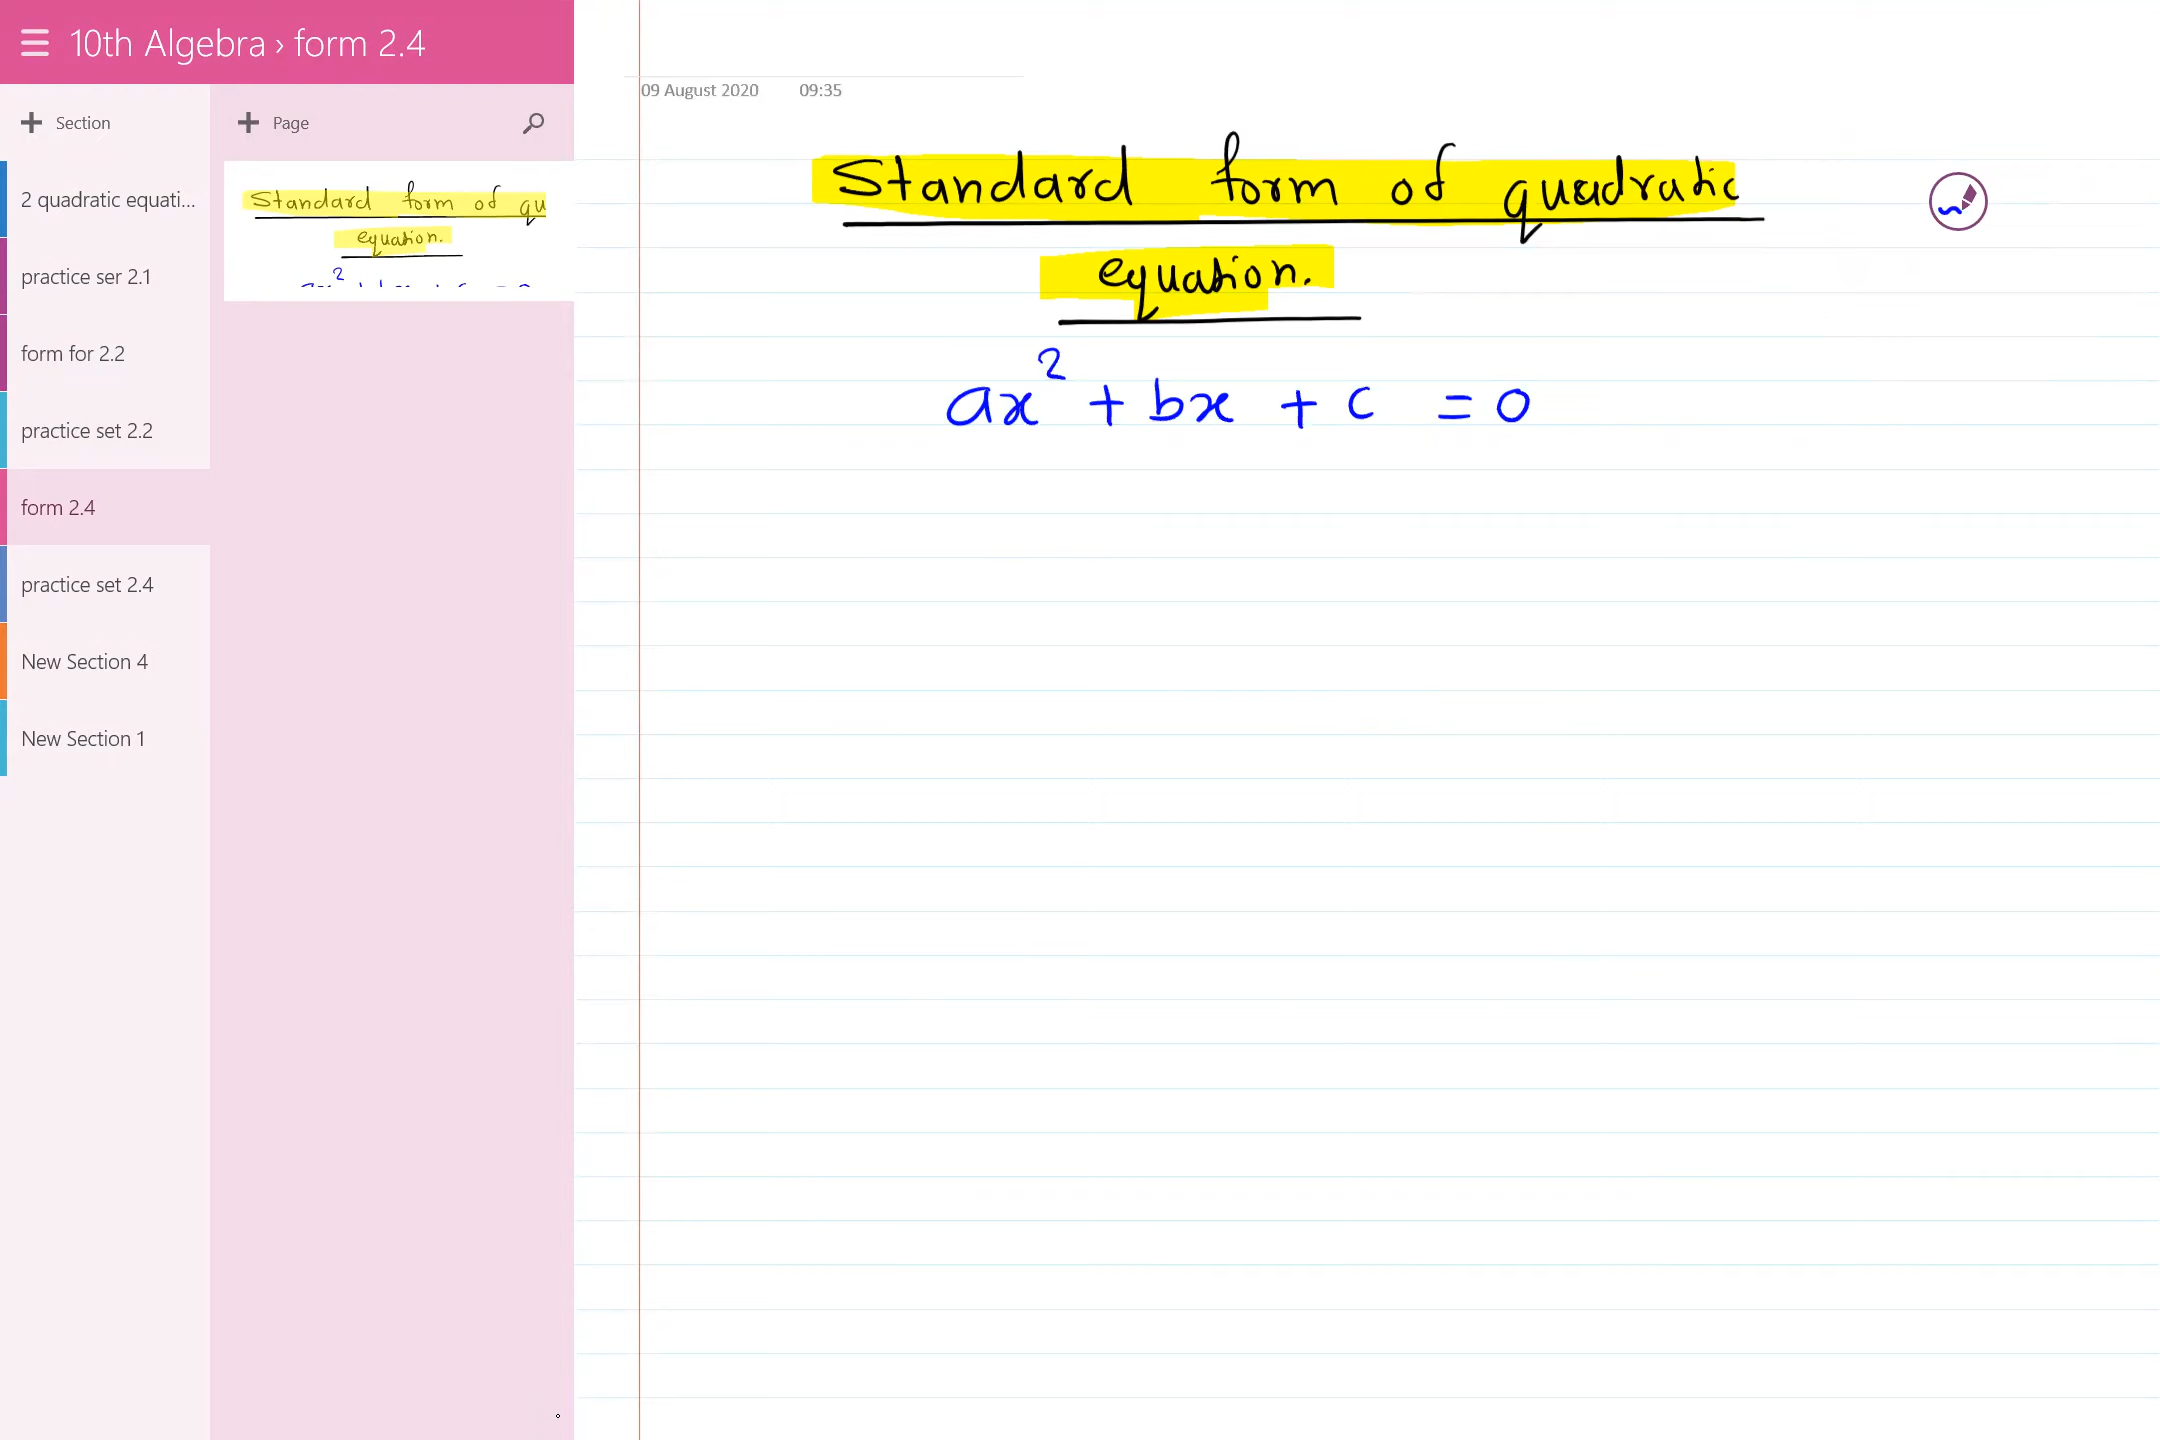 10th Algebra › form 2.4
+ Section
+ Page
2 quadratic equati...
practice ser 2.1
form for 2.2
practice set 2.2
form 2.4
practice set 2.4
New Section 4
New Section 1
Standard form of qu
equation.
09 August 2020 09:35
Standard form of quadratic
equation.
ax² + bx + c = 0